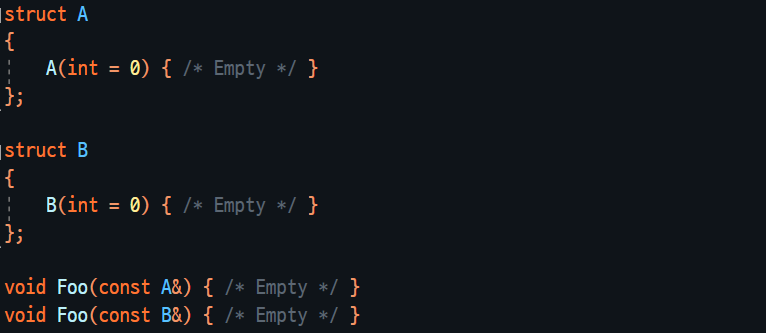 struct A
{
A(int = 0) { /* Empty */ }
};
struct B
{
B(int = 0) { /* Empty */ }
};
void Foo(const A&) { /* Empty */ }
void Foo(const B&) { /* Empty */ }